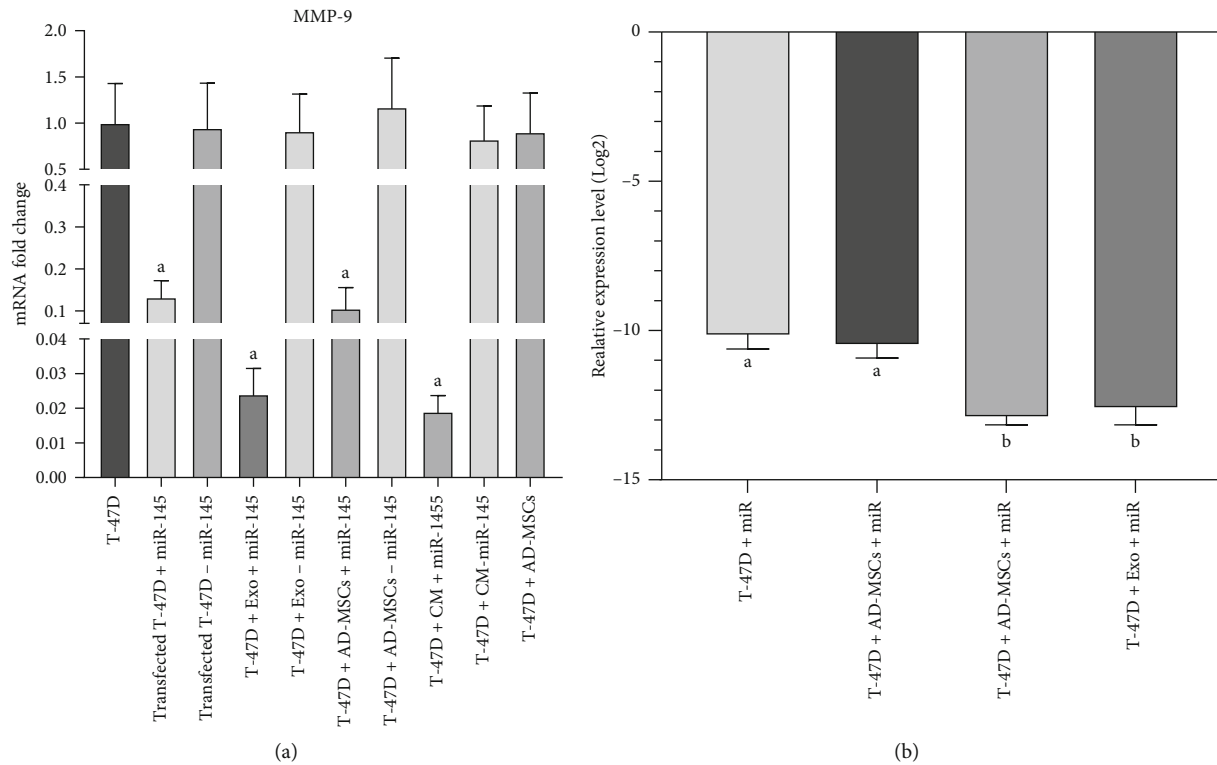 MMP-9
mRNA fold change
2.0
1.5
1.0
0.5
0.4
0.3
0.2
0.1
0.04
0.03
0.02
0.01
0.00
a
a
a
a
T-47D
Transfected T-47D + miR-145
Transfected T-47D – miR-145
T-47D + Exo + miR-145
T-47D + Exo – miR-145
T-47D + AD-MSCs + miR-145
T-47D + AD-MSCs – miR-145
T-47D + CM + miR-1455
T-47D + CM-miR-145
T-47D + AD-MSCs
(a)
Realative expression level (Log2)
0
–5
–10
–15
a
a
b
b
T-47D + miR
T-47D + AD-MSCs + miR
T-47D + AD-MSCs + miR
T-47D + Exo + miR
(b)